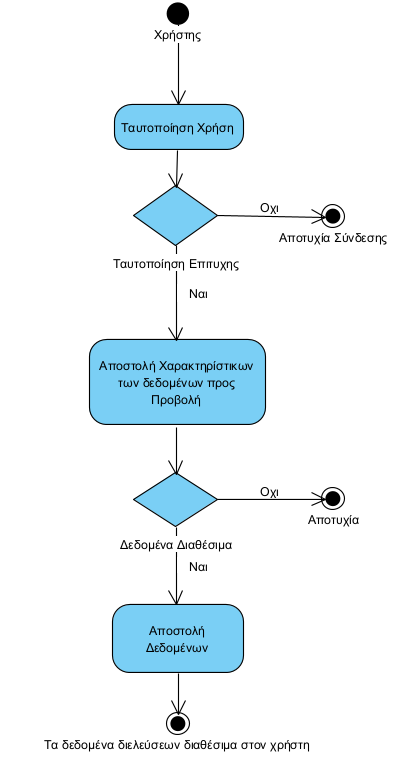 Χρήστης
Ταυτοποίηση Χρήση
Οχι
Αποτυχία Σύνδεσης
Ταυτοποίηση Επιτυχης
Ναι
Αποστολή Χαρακτηρίστικων
των δεδομένων προς
Προβολή
Οχι
Αποτυχία
Δεδομένα Διαθέσιμα
Ναι
Αποστολή
Δεδομένων
Τα δεδομένα διελεύσεων διαθέσιμα στον χρήστη